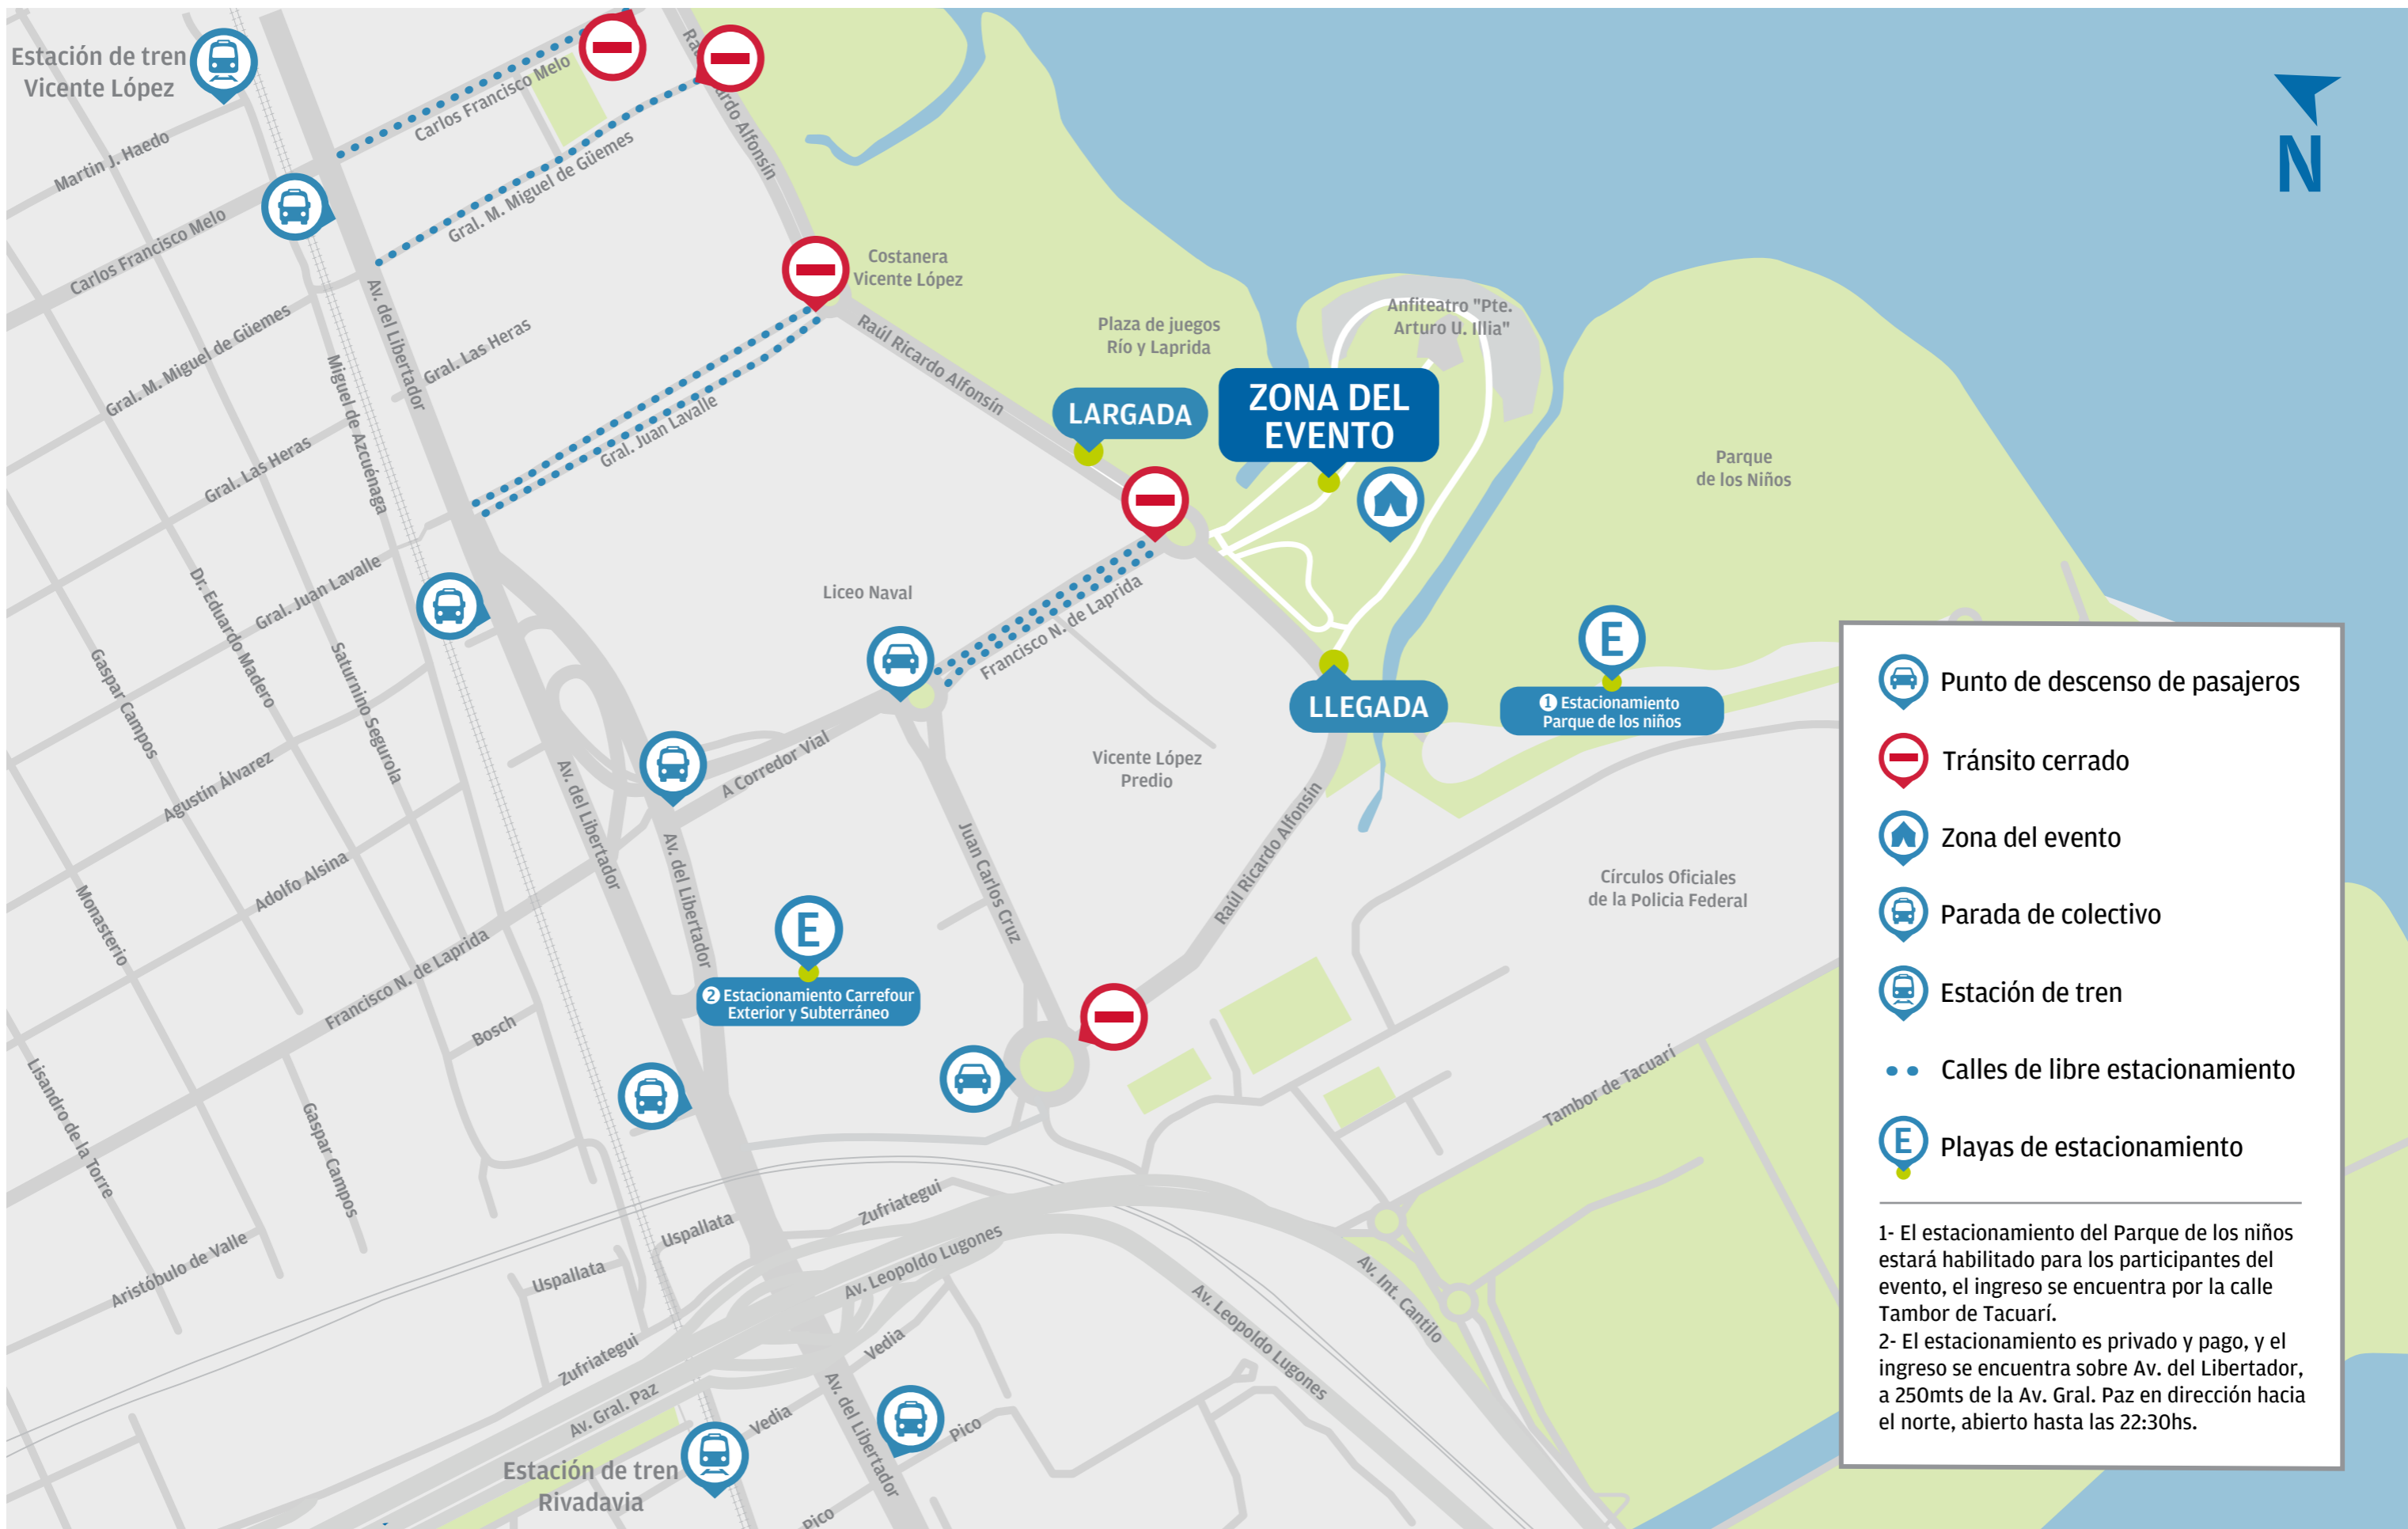 Estación de tren
Vicente López
Martin J. Haedo
Carlos Francisco Melo
Carlos Francisco Melo
Gral. M. Miguel de Güemes
Raúl Ricardo Alfonsín
N
Gral. M. Miguel de Güemes
Av. del Libertador
Gral. Las Heras
Miguel de Azcuénaga
Gral. Las Heras
Gral. Juan Lavalle
Costanera
Vicente López
Raúl Ricardo Alfonsín
Plaza de juegos
Río y Laprida
Anfiteatro "Pte.
Arturo U. Illia"
LARGADA
ZONA DEL
EVENTO
Parque
de los Niños
Gral. Juan Lavalle
Dr. Eduardo Madero
Gaspar Campos
Saturnino Segurola
Liceo Naval
Francisco N. de Laprida
LLEGADA
E
1 Estacionamiento
Parque de los niños
Agustín Álvarez
Av. del Libertador
A Corredor Vial
Vicente López
Predio
Adolfo Alsina
Monasterio
Av. del Libertador
Juan Carlos Cruz
Raúl Ricardo Alfonsín
Círculos Oficiales
de la Policia Federal
Francisco N. de Laprida
E
2 Estacionamiento Carrefour
Exterior y Subterráneo
Bosch
Lisandro de la Torre
Gaspar Campos
Tambor de Tacuarí
Aristóbulo de Valle
Uspallata
Uspallata
Zufriategui
Av. Leopoldo Lugones
Av. Leopoldo Lugones
Av. Int. Cantilo
Zufriategui
Av. Gral. Paz
Vedia
Vedia
Av. del Libertador
Pico
Pico
Estación de tren
Rivadavia
Punto de descenso de pasajeros
Tránsito cerrado
Zona del evento
Parada de colectivo
Estación de tren
Calles de libre estacionamiento
E
Playas de estacionamiento
1- El estacionamiento del Parque de los niños
estará habilitado para los participantes del
evento, el ingreso se encuentra por la calle
Tambor de Tacuarí.
2- El estacionamiento es privado y pago, y el
ingreso se encuentra sobre Av. del Libertador,
a 250mts de la Av. Gral. Paz en dirección hacia
el norte, abierto hasta las 22:30hs.